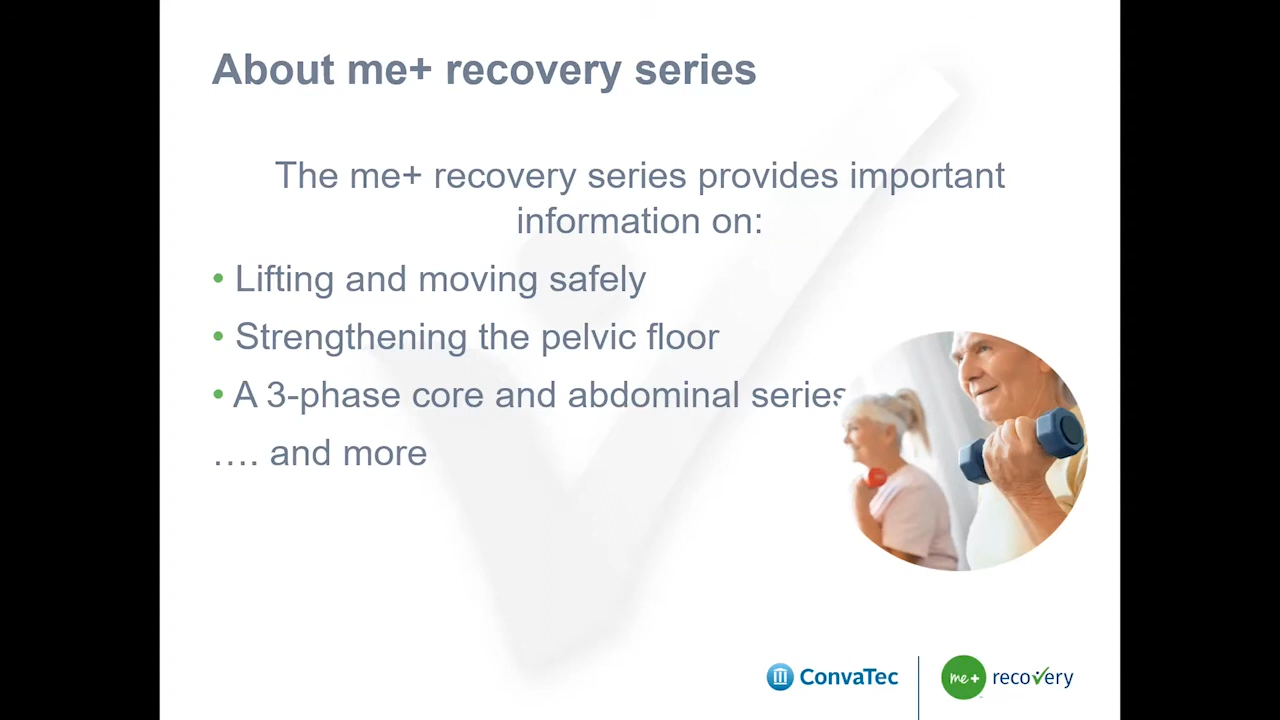 About me+ recovery series
The me+ recovery series provides important
information on:
• Lifting and moving safely
• Strengthening the pelvic floor
• A 3-phase core and abdominal series
…. and more
ConvaTec
me+ recovery